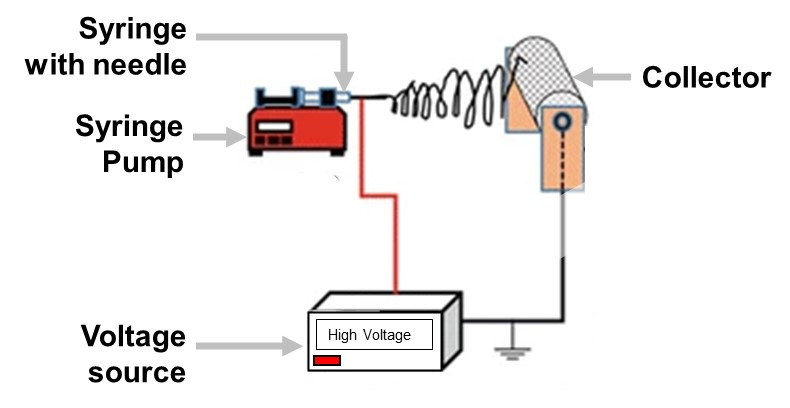 Syringe
with needle
Collector
Syringe
Pump
High Voltage
Voltage
source